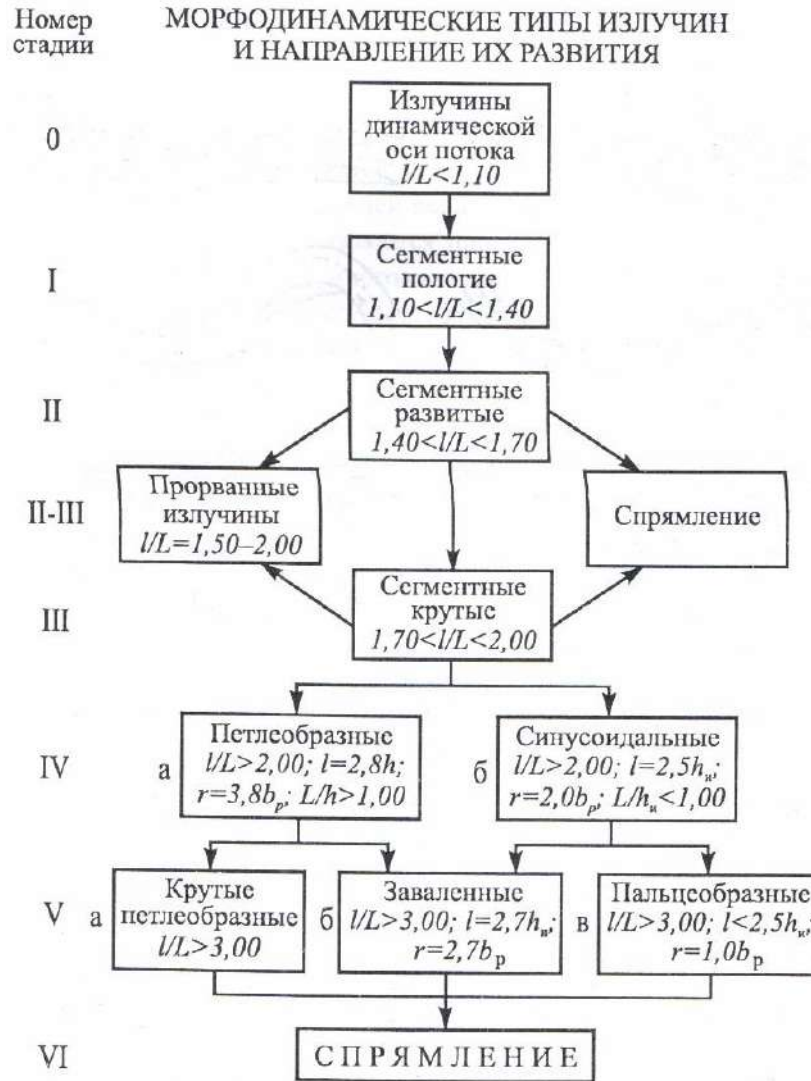 Номер стадии
МОРФОДИНАМИЧЕСКИЕ ТИПЫ ИЗЛУЧИН
И НАПРАВЛЕНИЕ ИХ РАЗВИТИЯ
0
Излучины
динамической
оси потока
l/L<1,10
I
Сегментные
пологие
1,10<l/L<1,40
II
Сегментные
развитые
1,40<l/L<1,70
II-III
Прорванные
излучины
l/L=1,50–2,00
Спрямление
III
Сегментные
крутые
1,70<l/L<2,00
IV
а
Петлеобразные
l/L>2,00; l=2,8h;
r=3,8bр; L/h>1,00
б
Синусоидальные
l/L>2,00; l=2,5hи;
r=2,0bр; L/hи<1,00
V
а
Крутые
петлеобразные
l/L>3,00
б
Заваленные
l/L>3,00; l=2,7hи;
r=2,7bр
в
Пальцеобразные
l/L>3,00; l<2,5hи;
r=1,0bр
VI
СПРЯМЛЕНИЕ